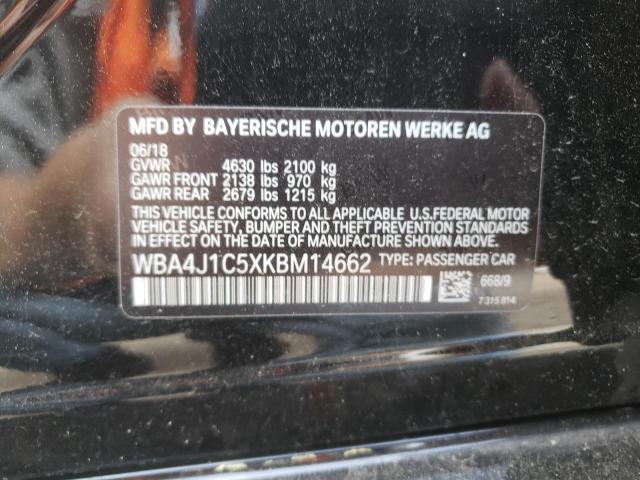 MFD BY BAYERISCHE MOTOREN WERKE AG
06/18
GVWR 4630 lbs 2100 kg
GAWR FRONT 2138 lbs 970 kg
GAWR REAR 2679 lbs 1215 kg
THIS VEHICLE CONFORMS TO ALL APPLICABLE U.S.FEDERAL MOTOR
VEHICLE SAFETY, BUMPER AND THEFT PREVENTION STANDARDS
IN EFFECT ON THE DATE OF MANUFACTURE SHOWN ABOVE.
WBA4J1C5XKBM14662 TYPE: PASSENGER CAR
668/9
7 315 814